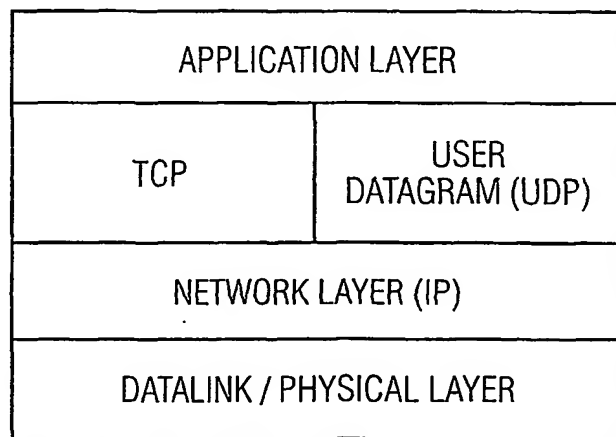 APPLICATION LAYER
TCP
USER
DATAGRAM (UDP)
NETWORK LAYER (IP)
DATALINK / PHYSICAL LAYER